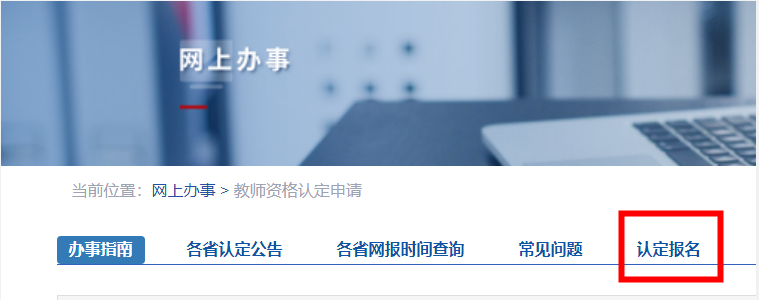 网上办事
当前位置：网上办事 > 教师资格认定申请
办事指南 各省认定公告 各省网报时间查询 常见问题 认定报名